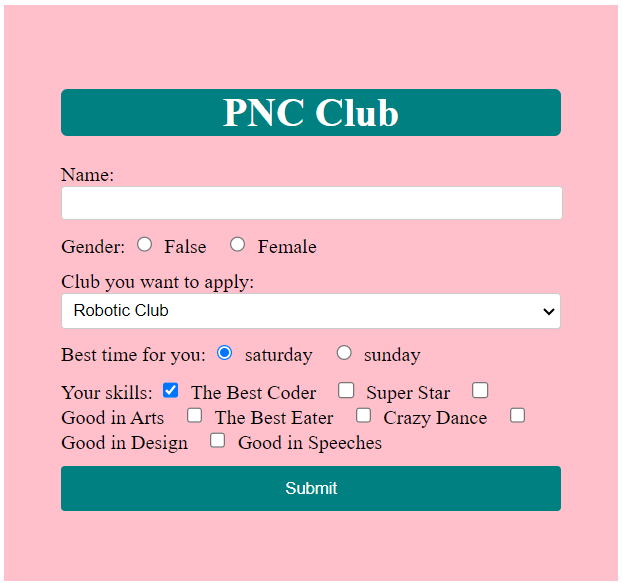 PNC Club
Name:
Gender: False Female
Club you want to apply:
Robotic Club
Best time for you: saturday sunday
Your skills: The Best Coder Super Star
Good in Arts The Best Eater Crazy Dance
Good in Design Good in Speeches
Submit